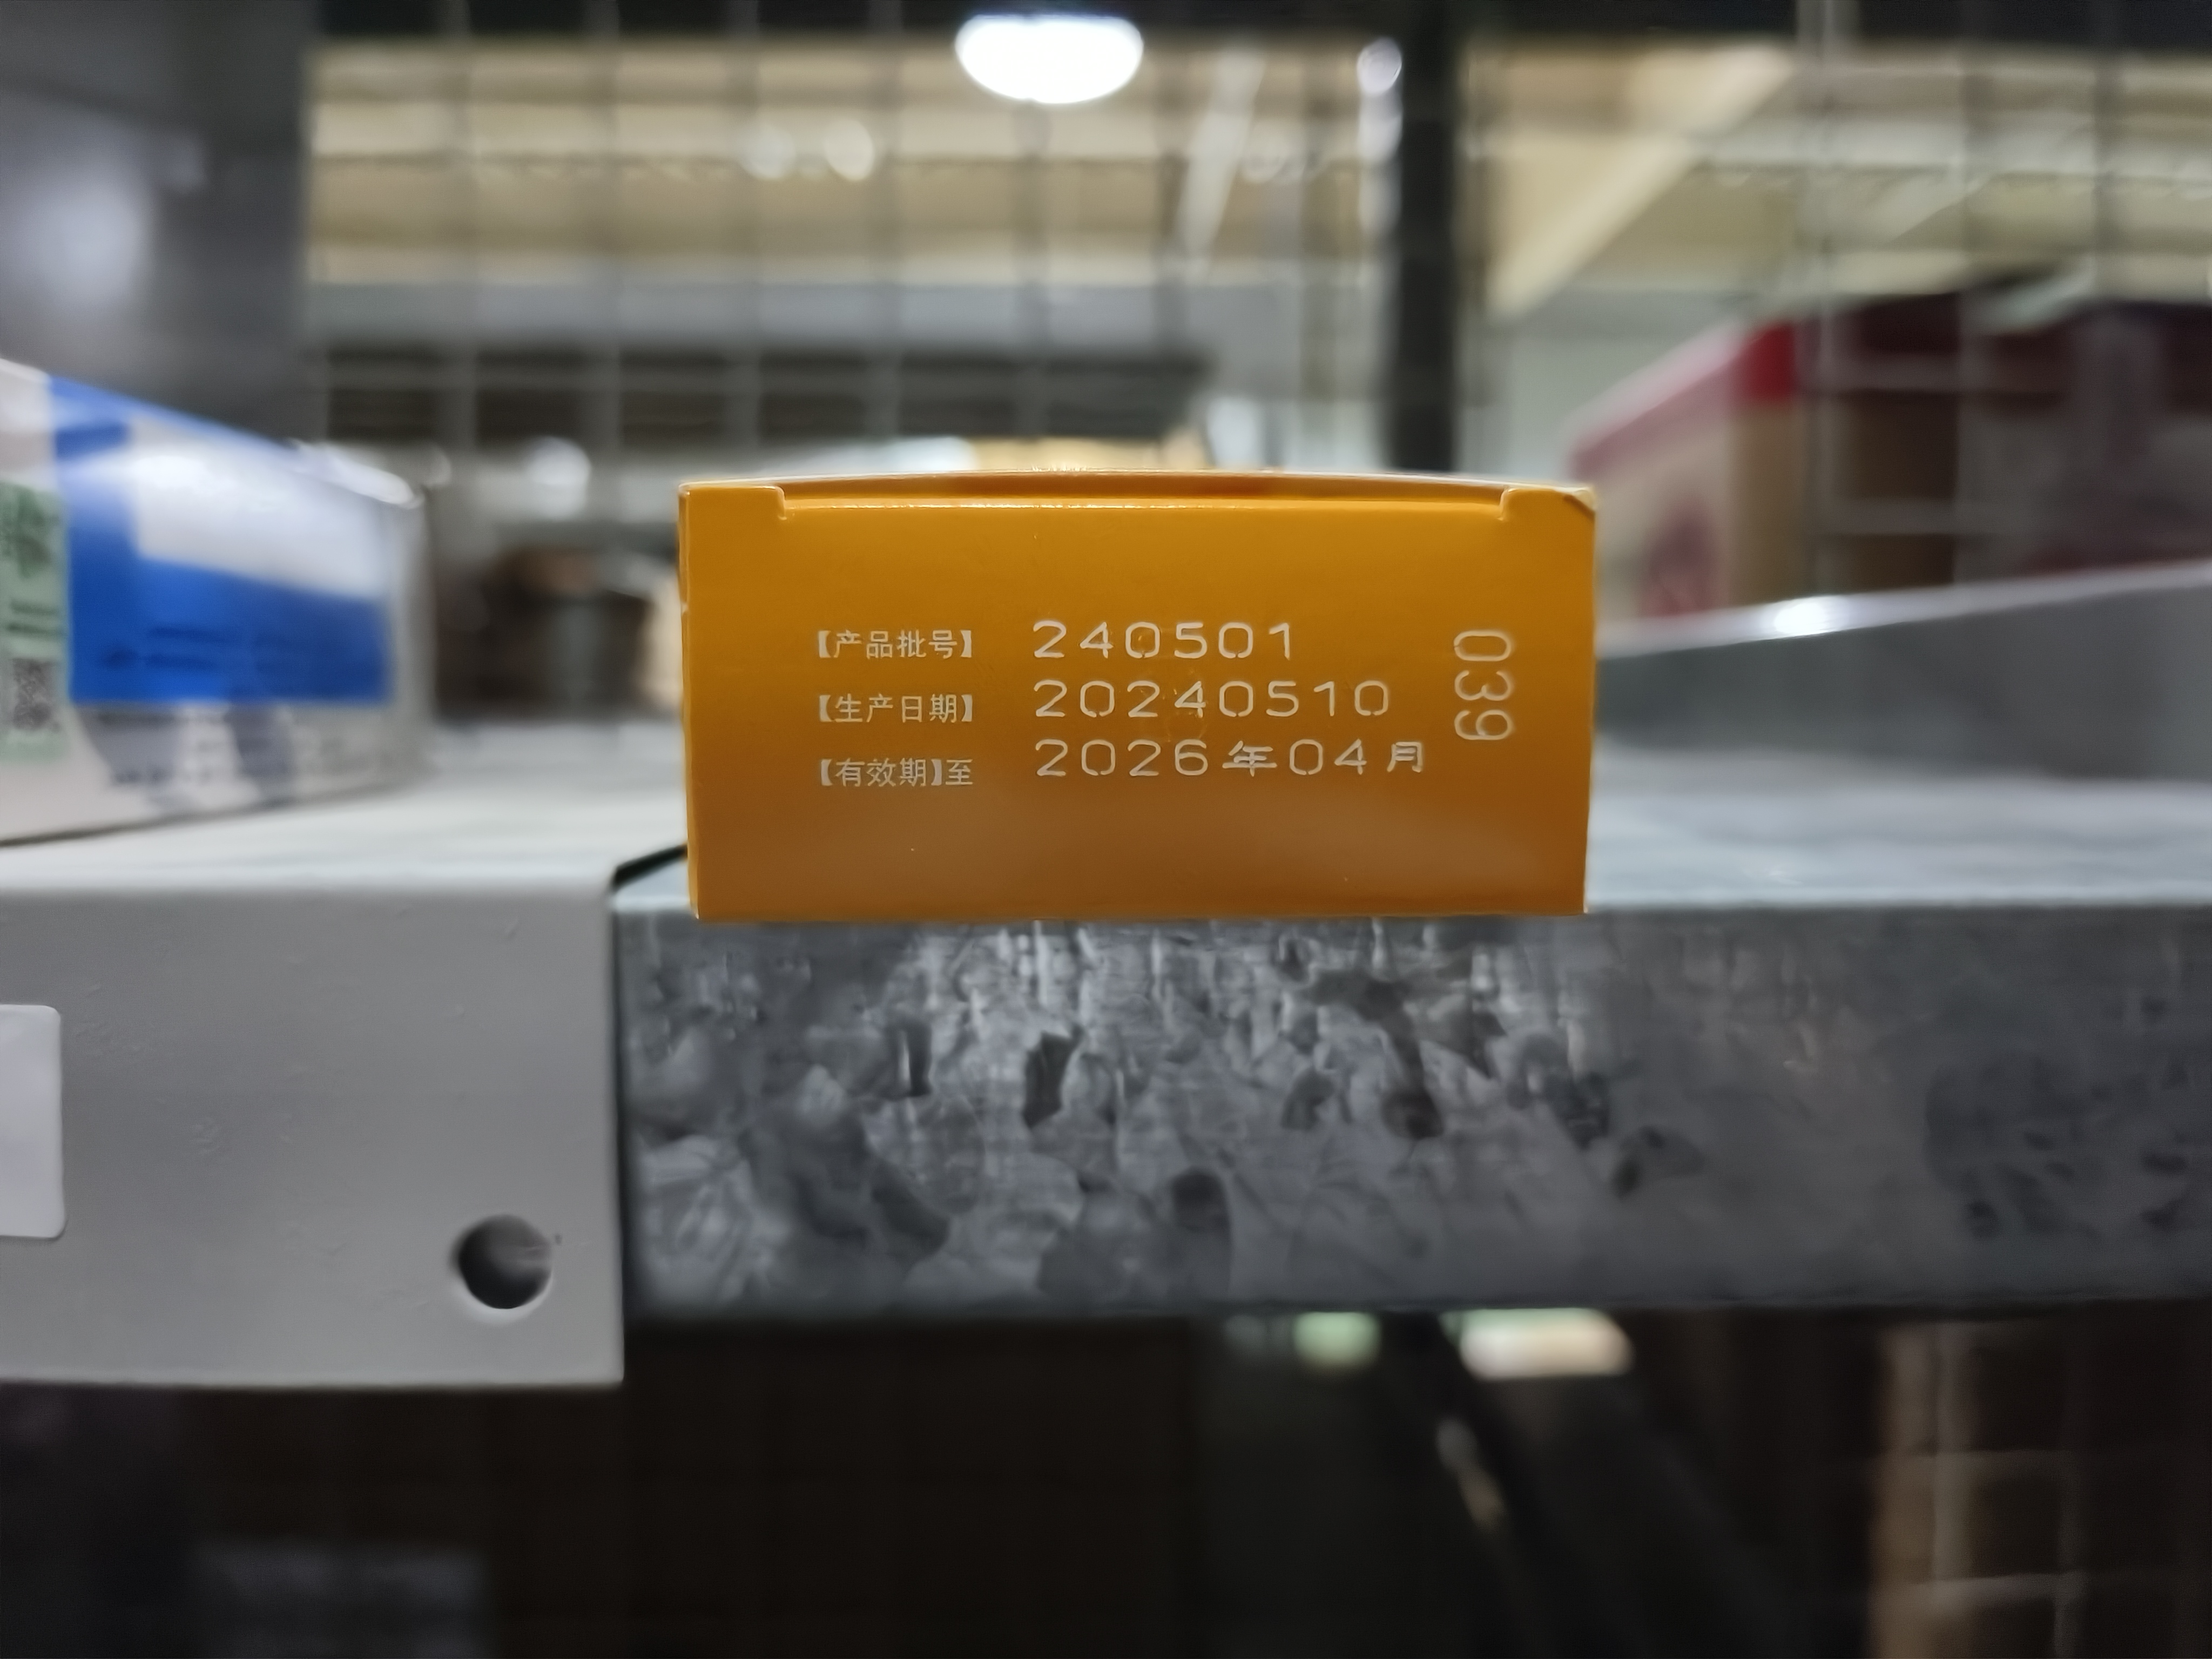 【产品批号】 240501
【生产日期】 20240510
【有效期】至 2026年04月
039